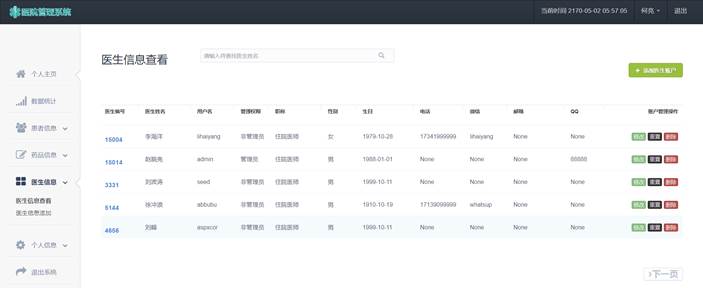 医院管理系统
当前时间 2170-05-02 05:57:05 何亮 退出
医生信息查看
请输入待查找医生姓名
+ 添加医生账户
个人主页
数据统计
患者信息
药品信息
医生信息
医生信息查看
医生信息添加
个人信息
退出系统
医生编号 医生姓名 用户名 管理权限 职称 性别 生日 电话 微信 邮箱 QQ 账户管理操作
15004 李海洋 lihaiyang 非管理员 住院医师 女 1979-10-28 17341999999 lihaiyang None None 修改 重置 删除
15014 admin 管理员 住院医师 男 1988-01-01 None None None 88888 修改 重置 删除
3331 刘波涛 seed 非管理员 住院医师 男 1999-10-11 None None None None 修改 重置 删除
5144 徐冲浪 abbubu 非管理员 住院医师 男 1910-10-19 17139099999 whatsup None None 修改 重置 删除
4656 aspxcor 非管理员 住院医师 男 1999-10-11 None None None None 修改 重置 删除
下一页